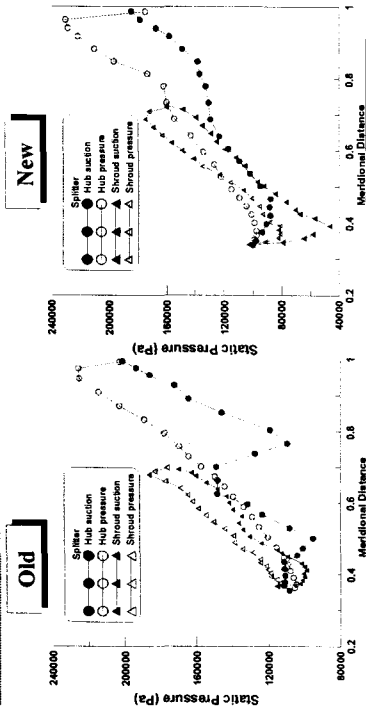 Old
Static Pressure (Pa)
240000
200000
160000
120000
80000
Splitter
Hub suction
Hub pressure
Shroud suction
Shroud pressure
0.2
0.4
0.6
0.8
1
Meridional Distance
New
Static Pressure (Pa)
240000
200000
160000
120000
80000
40000
Splitter
Hub suction
Hub pressure
Shroud suction
Shroud pressure
0.2
0.4
0.6
0.8
1
Meridional Distance